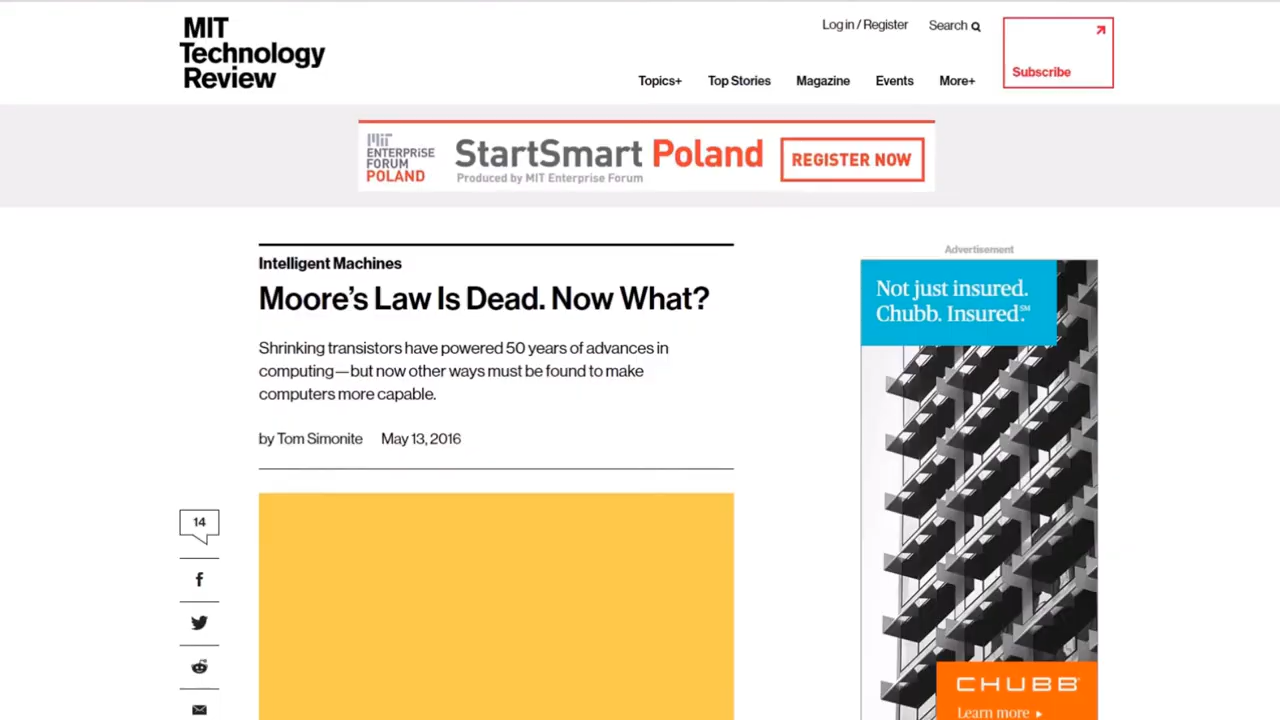 MIT
Technology
Review
Log in / Register
Search
Subscribe
Topics+
Top Stories
Magazine
Events
More+
MIT
ENTERPRISE
FORUM
POLAND
StartSmart Poland
Produced by MIT Enterprise Forum
REGISTER NOW
Intelligent Machines
Moore's Law Is Dead. Now What?
Shrinking transistors have powered 50 years of advances in
computing—but now other ways must be found to make
computers more capable.
by Tom Simonite May 13, 2016
14
Advertisement
Not just insured.
Chubb. Insured.℠
CHUBB®
Learn more